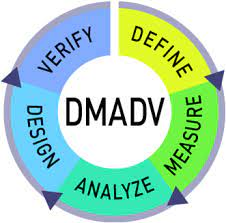 DMADV
DEFINE
MEASURE
ANALYZE
DESIGN
VERIFY